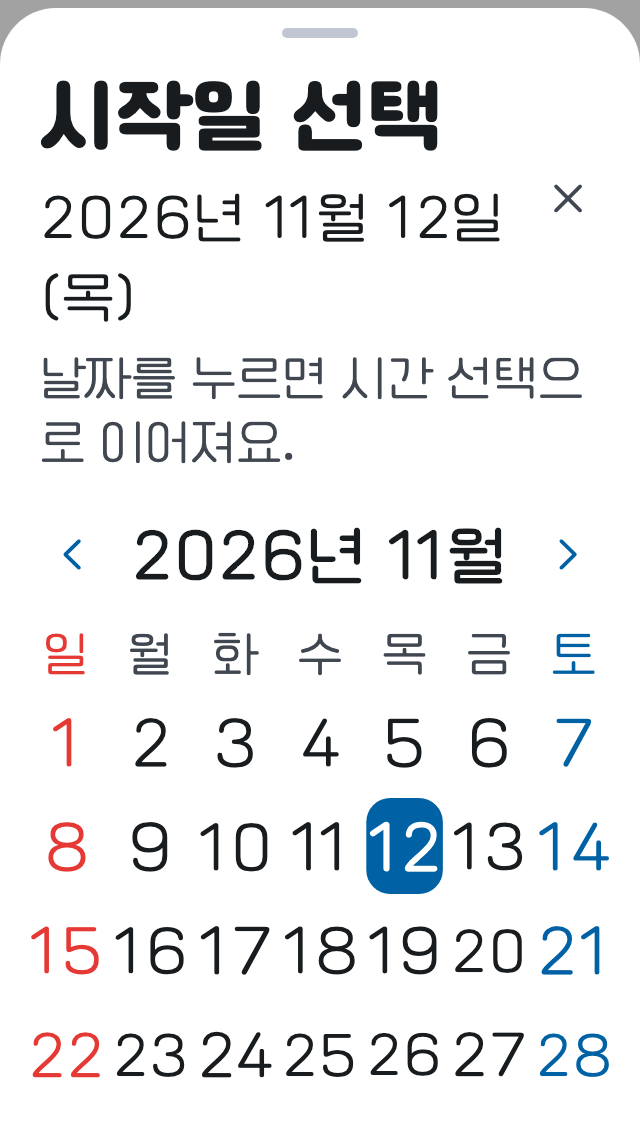 시작일 선택
2026년 11월 12일
(목)
날짜를 누르면 시간 선택으
로 이어져요.
2026년 11월
일 월 화 수 목 금 토
1 2 3 4 5 6 7
8 9 10 11 12 13 14
15 16 17 18 19 20 21
22 23 24 25 26 27 28